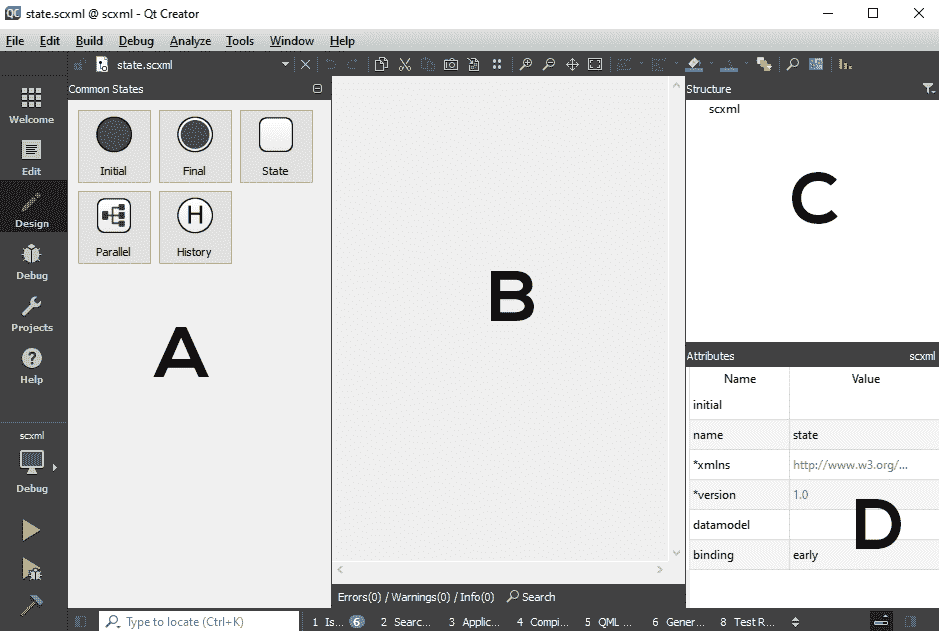 state.scxml @ scxml - Qt Creator
File Edit Build Debug Analyze Tools Window Help
state.scxml
Welcome
Edit
Design
Debug
Projects
Help
scxml
Debug
Common States
Initial Final State
Parallel History
H
A
B
Structure
scxml
C
Attributes scxml
Name Value
initial
name state
*xmlns http://www.w3.org/...
*version 1.0
datamodel
binding early
D
Errors(0) / Warnings(0) / Info(0) Search
Type to locate (Ctrl+K) 1 Is... 6 2 Searc... 3 Applic... 4 Compi... 5 QML ... 6 Gener... 8 Test R...